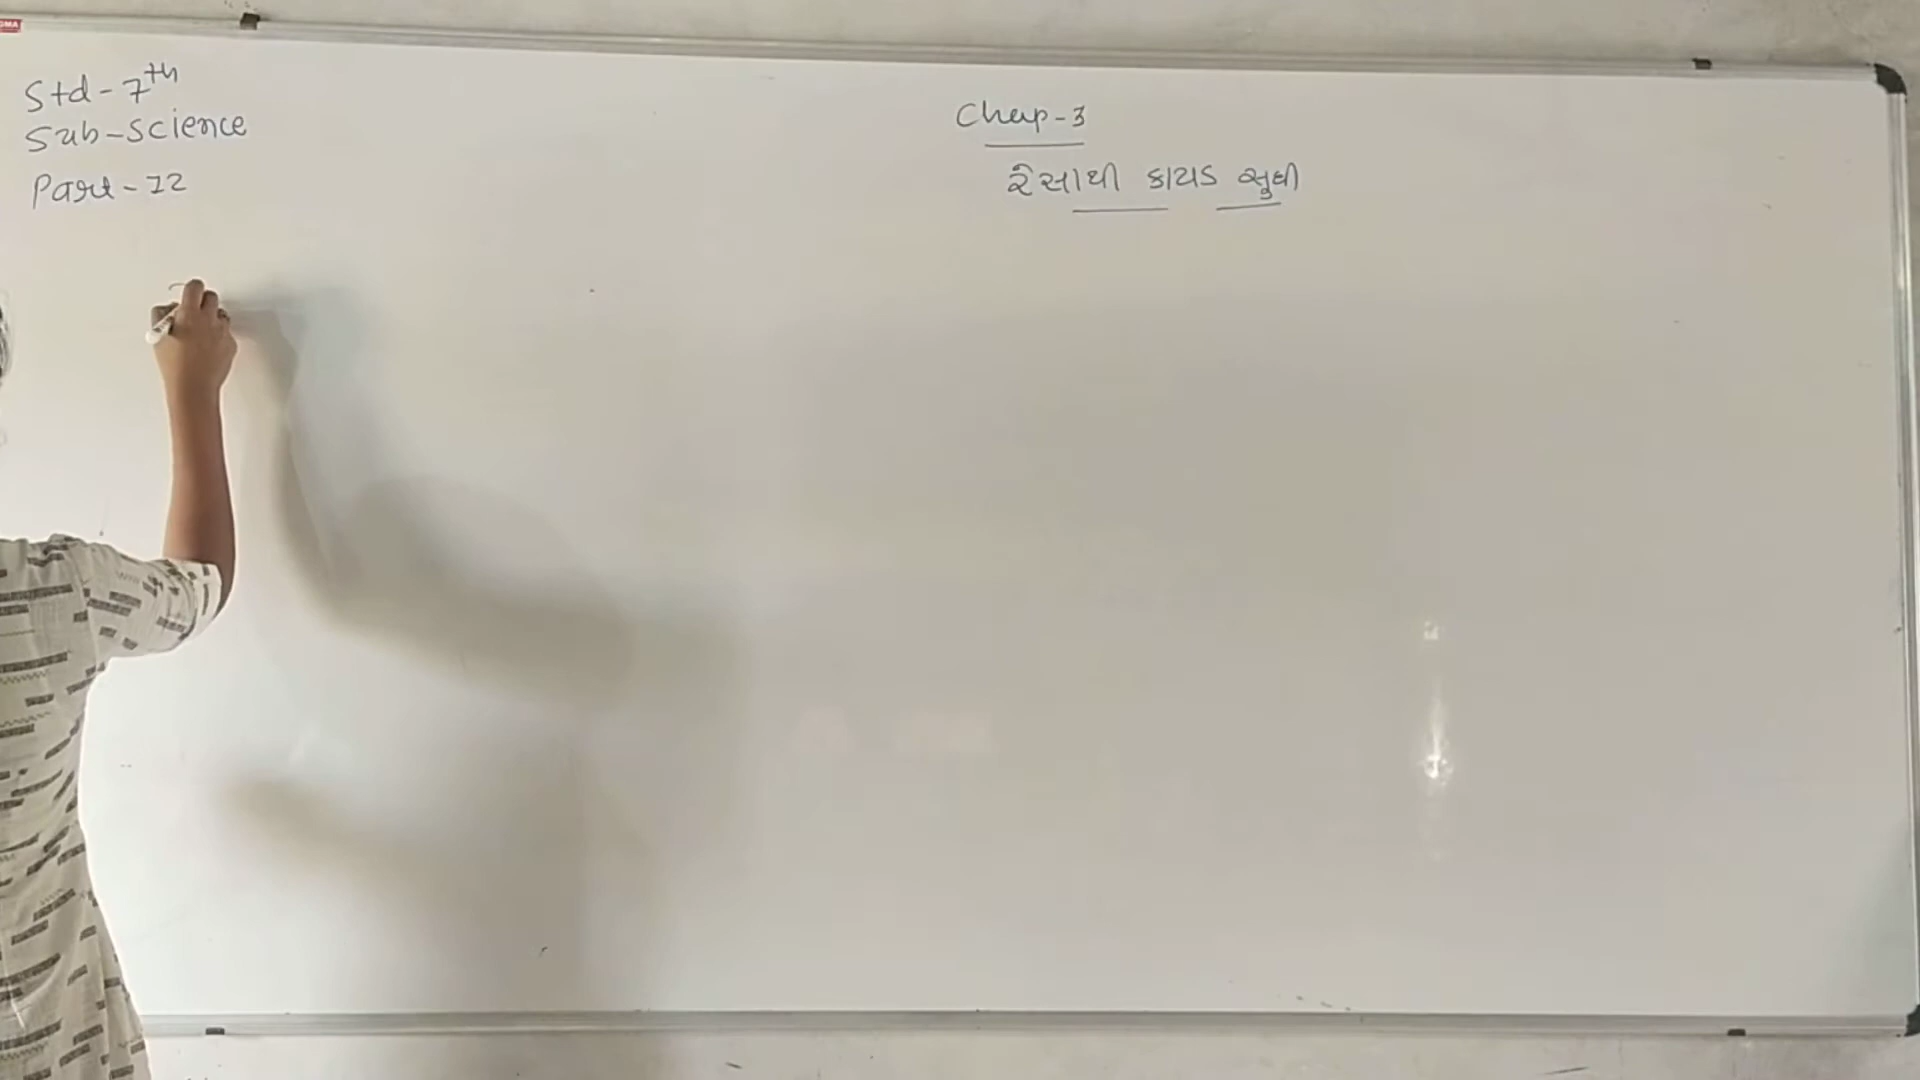 Std-7th
Sub-Science
Part-12
Chap-3
રેસાથી કાપડ સુધી